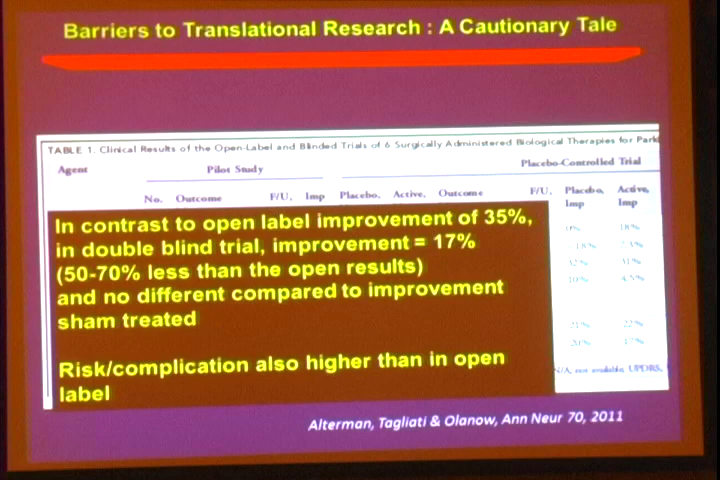 Barriers to Translational Research : A Cautionary Tale
TABLE 1. Clinical Results of the Open-Label and Blinded Trials of 6 Surgically Administered Biological Therapies for
Agent Pilot Study Placebo-Controlled Trial
No. Outcome F/U, Imp Placebo, Active, Outcome F/U, Placebo, Active,
Imp Imp
In contrast to open label improvement of 35%,
in double blind trial, improvement = 17%
(50-70% less than the open results)
and no different compared to improvement
sham treated
Risk/complication also higher than in open
label
22%
N/A, not available; UPDRS,
Alterman, Tagliati & Olanow, Ann Neur 70, 2011